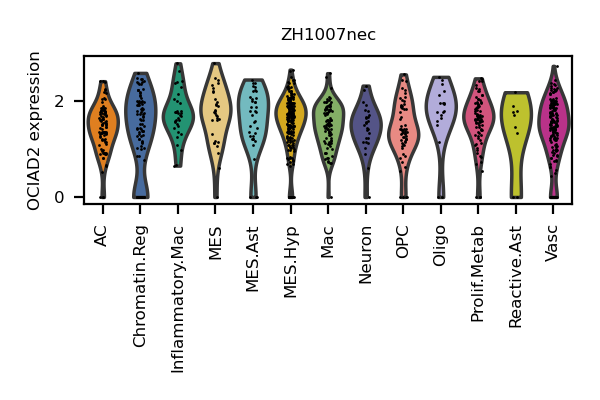 ZH1007nec
OCIAD2 expression
2
0
AC
Chromatin.Reg
Inflammatory.Mac
MES
MES.Ast
MES.Hyp
Mac
Neuron
OPC
Oligo
Prolif.Metab
Reactive.Ast
Vasc